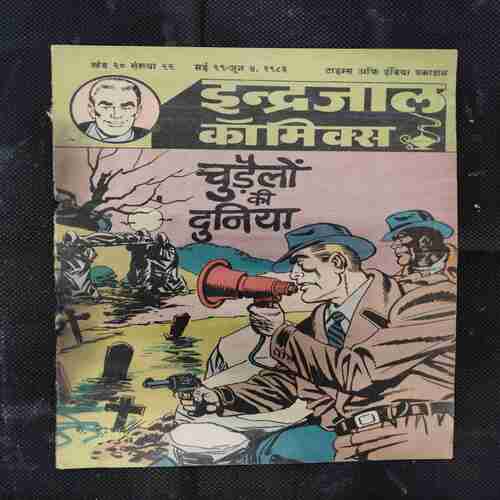 खंड २० संख्या २२
मई २९-जून ४, १९८३
टाइम्स ऑफ इंडिया प्रकाशन
इन्द्रजाल
कॉमिक्स
चुड़ैलों
की
दुनिया